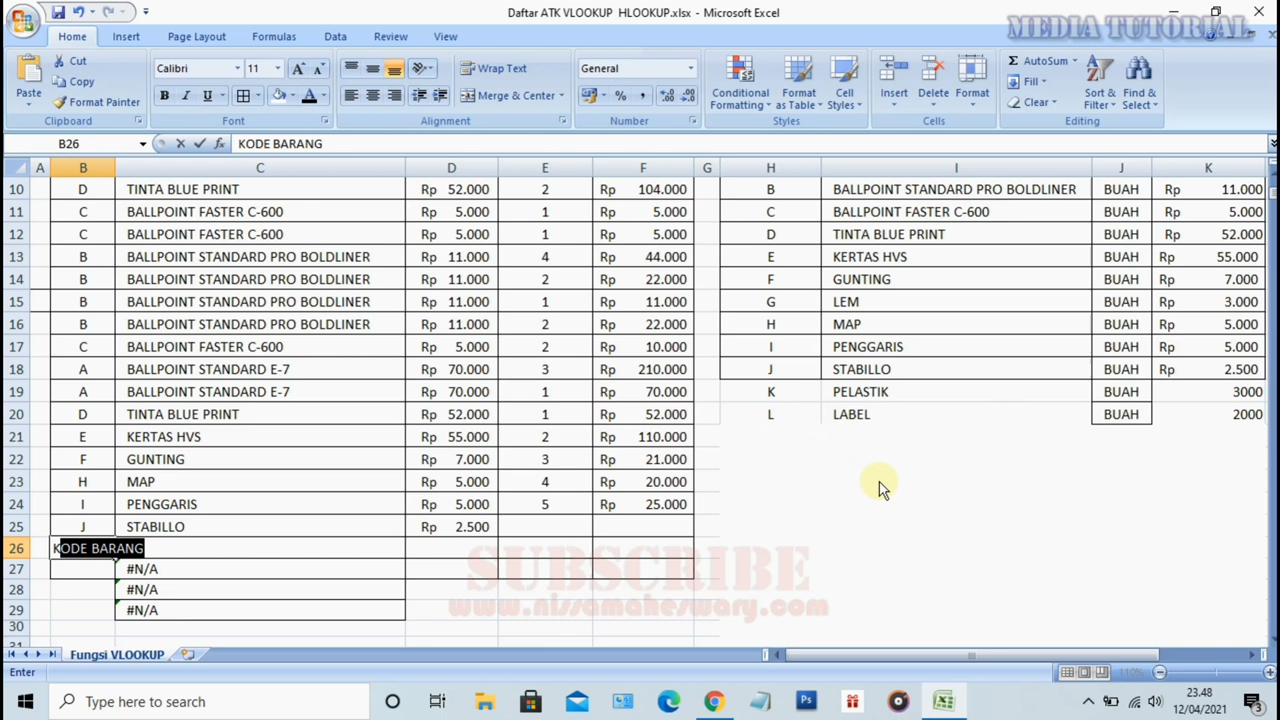 Daftar ATK VLOOKUP  HLOOKUP.xlsx - Microsoft Excel
MEDIA TUTORIAL
Home Insert Page Layout Formulas Data Review View
Paste Cut Copy Format Painter
Calibri 11 B I U A A A
Wrap Text Merge & Center
General % ,
Conditional Formatting Format as Table Cell Styles
Insert Delete Format
Σ AutoSum Fill Clear Sort & Filter Find & Select
Clipboard Font Alignment Number Styles Cells Editing
B26 fx KODE BARANG
A B C D E F G H I J K
10 D TINTA BLUE PRINT Rp 52.000 2 Rp 104.000 B BALLPOINT STANDARD PRO BOLDLINER BUAH Rp 11.000
11 C BALLPOINT FASTER C-600 Rp 5.000 1 Rp 5.000 C BALLPOINT FASTER C-600 BUAH Rp 5.000
12 C BALLPOINT FASTER C-600 Rp 5.000 1 Rp 5.000 D TINTA BLUE PRINT BUAH Rp 52.000
13 B BALLPOINT STANDARD PRO BOLDLINER Rp 11.000 4 Rp 44.000 E KERTAS HVS BUAH Rp 55.000
14 B BALLPOINT STANDARD PRO BOLDLINER Rp 11.000 2 Rp 22.000 F GUNTING BUAH Rp 7.000
15 B BALLPOINT STANDARD PRO BOLDLINER Rp 11.000 1 Rp 11.000 G LEM BUAH Rp 3.000
16 B BALLPOINT STANDARD PRO BOLDLINER Rp 11.000 2 Rp 22.000 H MAP BUAH Rp 5.000
17 C BALLPOINT FASTER C-600 Rp 5.000 2 Rp 10.000 I PENGGARIS BUAH Rp 5.000
18 A BALLPOINT STANDARD E-7 Rp 70.000 3 Rp 210.000 J STABILLO BUAH Rp 2.500
19 A BALLPOINT STANDARD E-7 Rp 70.000 1 Rp 70.000 K PELASTIK BUAH 3000
20 D TINTA BLUE PRINT Rp 52.000 1 Rp 52.000 L LABEL BUAH 2000
21 E KERTAS HVS Rp 55.000 2 Rp 110.000
22 F GUNTING Rp 7.000 3 Rp 21.000
23 H MAP Rp 5.000 4 Rp 20.000
24 I PENGGARIS Rp 5.000 5 Rp 25.000
25 J STABILLO Rp 2.500
26 KODE BARANG
27 #N/A
28 #N/A
29 #N/A
30
31
SUBSCRIBE
www.nissamaheswary.com
Fungsi VLOOKUP
Enter 110%
Type here to search
23.48
12/04/2021
3